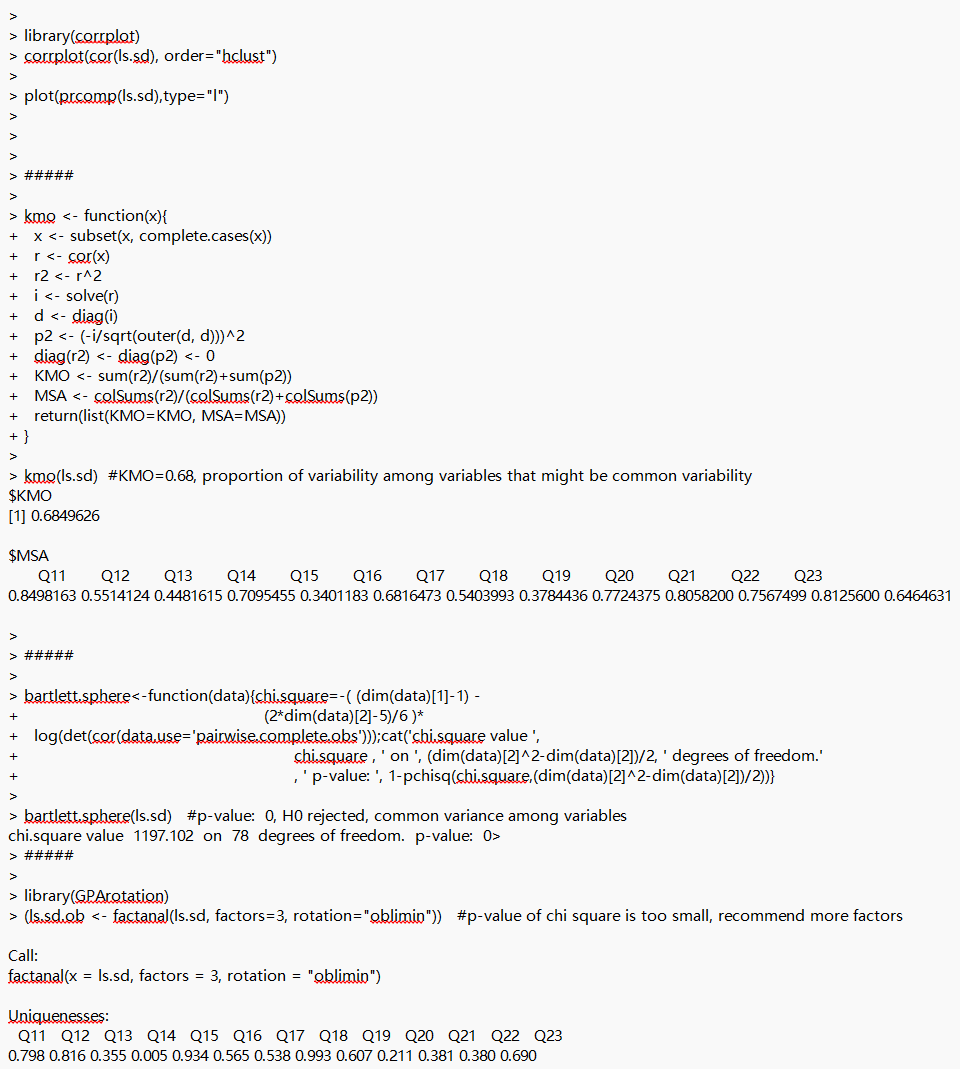 >
> library(corrplot)
> corrplot(cor(ls.sd), order="hclust")
>
> plot(prcomp(ls.sd),type="l")
>
>
>
> #####
>
> kmo <- function(x){
+   x <- subset(x, complete.cases(x))
+   r <- cor(x)
+   r2 <- r^2
+   i <- solve(r)
+   d <- diag(i)
+   p2 <- (-i/sqrt(outer(d, d)))^2
+   diag(r2) <- diag(p2) <- 0
+   KMO <- sum(r2)/(sum(r2)+sum(p2))
+   MSA <- colSums(r2)/(colSums(r2)+colSums(p2))
+   return(list(KMO=KMO, MSA=MSA))
+ }
>
> kmo(ls.sd)  #KMO=0.68, proportion of variability among variables that might be common variability
$KMO
[1] 0.6849626

$MSA
Q11 Q12 Q13 Q14 Q15 Q16 Q17 Q18 Q19 Q20 Q21 Q22 Q23
0.8498163 0.5514124 0.4481615 0.7095455 0.3401183 0.6816473 0.5403993 0.3784436 0.7724375 0.8058200 0.7567499 0.8125600 0.6464631

>
> #####
>
> bartlett.sphere<-function(data){chi.square=-( (dim(data)[1]-1) -
+ (2*dim(data)[2]-5)/6 )*
+   log(det(cor(data,use='pairwise.complete.obs')));cat('chi.square value ',
+ chi.square , ' on ', (dim(data)[2]^2-dim(data)[2])/2, ' degrees of freedom.'
+ , ' p-value: ', 1-pchisq(chi.square,(dim(data)[2]^2-dim(data)[2])/2))}
>
> bartlett.sphere(ls.sd)   #p-value:  0, H0 rejected, common variance among variables
chi.square value  1197.102  on  78  degrees of freedom.  p-value:  0>
> #####
>
> library(GPArotation)
> (ls.sd.ob <- factanal(ls.sd, factors=3, rotation="oblimin"))   #p-value of chi square is too small, recommend more factors

Call:
factanal(x = ls.sd, factors = 3, rotation = "oblimin")

Uniquenesses:
Q11 Q12 Q13 Q14 Q15 Q16 Q17 Q18 Q19 Q20 Q21 Q22 Q23
0.798 0.816 0.355 0.005 0.934 0.565 0.538 0.993 0.607 0.211 0.381 0.380 0.690